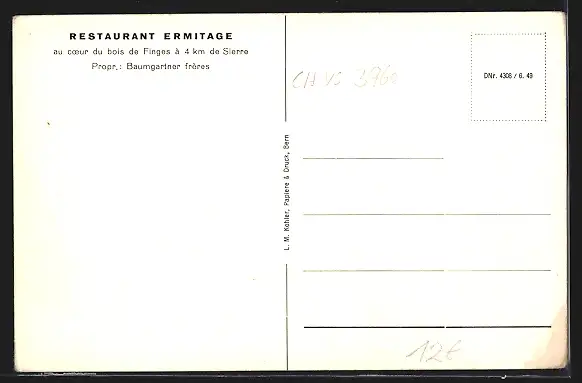 RESTAURANT ERMITAGE
au cœur du bois de Finges à 4 km de Sierre
Propr.: Baumgartner frères
CH VS 3960
DNr. 4308 / 6. 49
L. M. Kohler, Papiere & Druck, Bern
12€